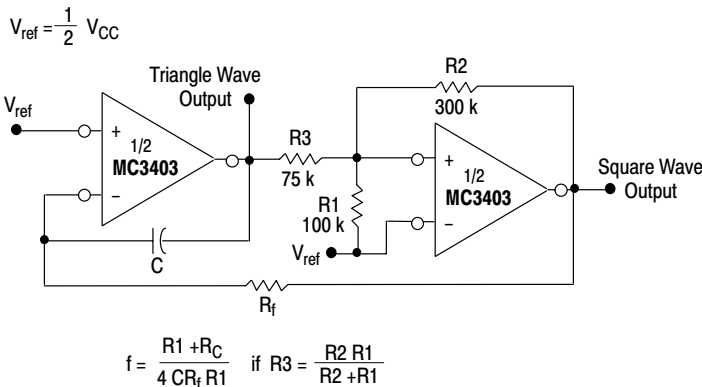 V_ref = 1/2 V_CC
Triangle Wave
Output
R2
300 k
V_ref
+
1/2
MC3403
–
R3
75 k
+
1/2
MC3403
–
Square Wave
Output
R1
100 k
V_ref
C
R_f
f = (R1 + R_C)/(4 CR_f R1) if R3 = (R2 R1)/(R2 + R1)